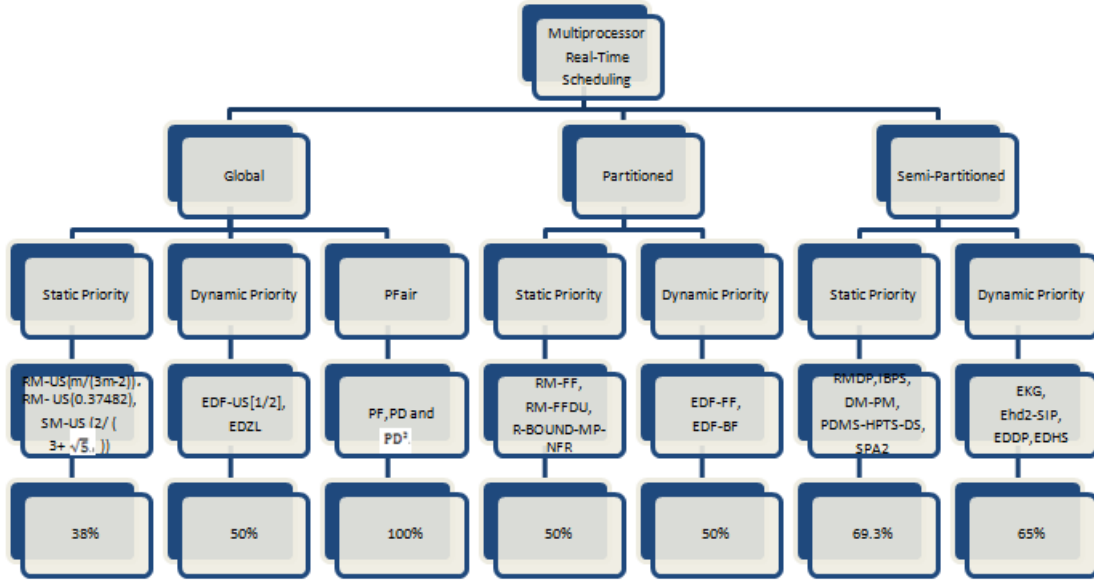 Multiprocessor
Real-Time
Scheduling
Global
Partitioned
Semi-Partitioned
Static Priority
Dynamic Priority
PFair
Static Priority
Dynamic Priority
Static Priority
Dynamic Priority
RM-US(m/(3m-2)),
RM- US(0.37482),
SM-US (2/ (
3+ √5. ))
EDF-US[1/2],
EDZL
PF,PD and
PD².
RM-FF,
RM-FFDU,
R-BOUND-MP-
NFR
EDF-FF,
EDF-BF
RMDP,IBPS,
DM-PM,
PDMS-HPTS-DS,
SPA2
EKG,
Ehd2-SIP,
EDDP,EDHS
38%
50%
100%
50%
50%
69.3%
65%